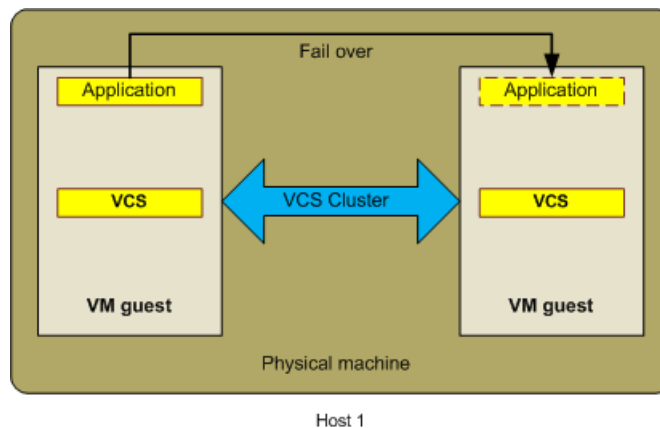 Fail over
Application
Application
VCS
VCS Cluster
VCS
VM guest
VM guest
Physical machine
Host 1